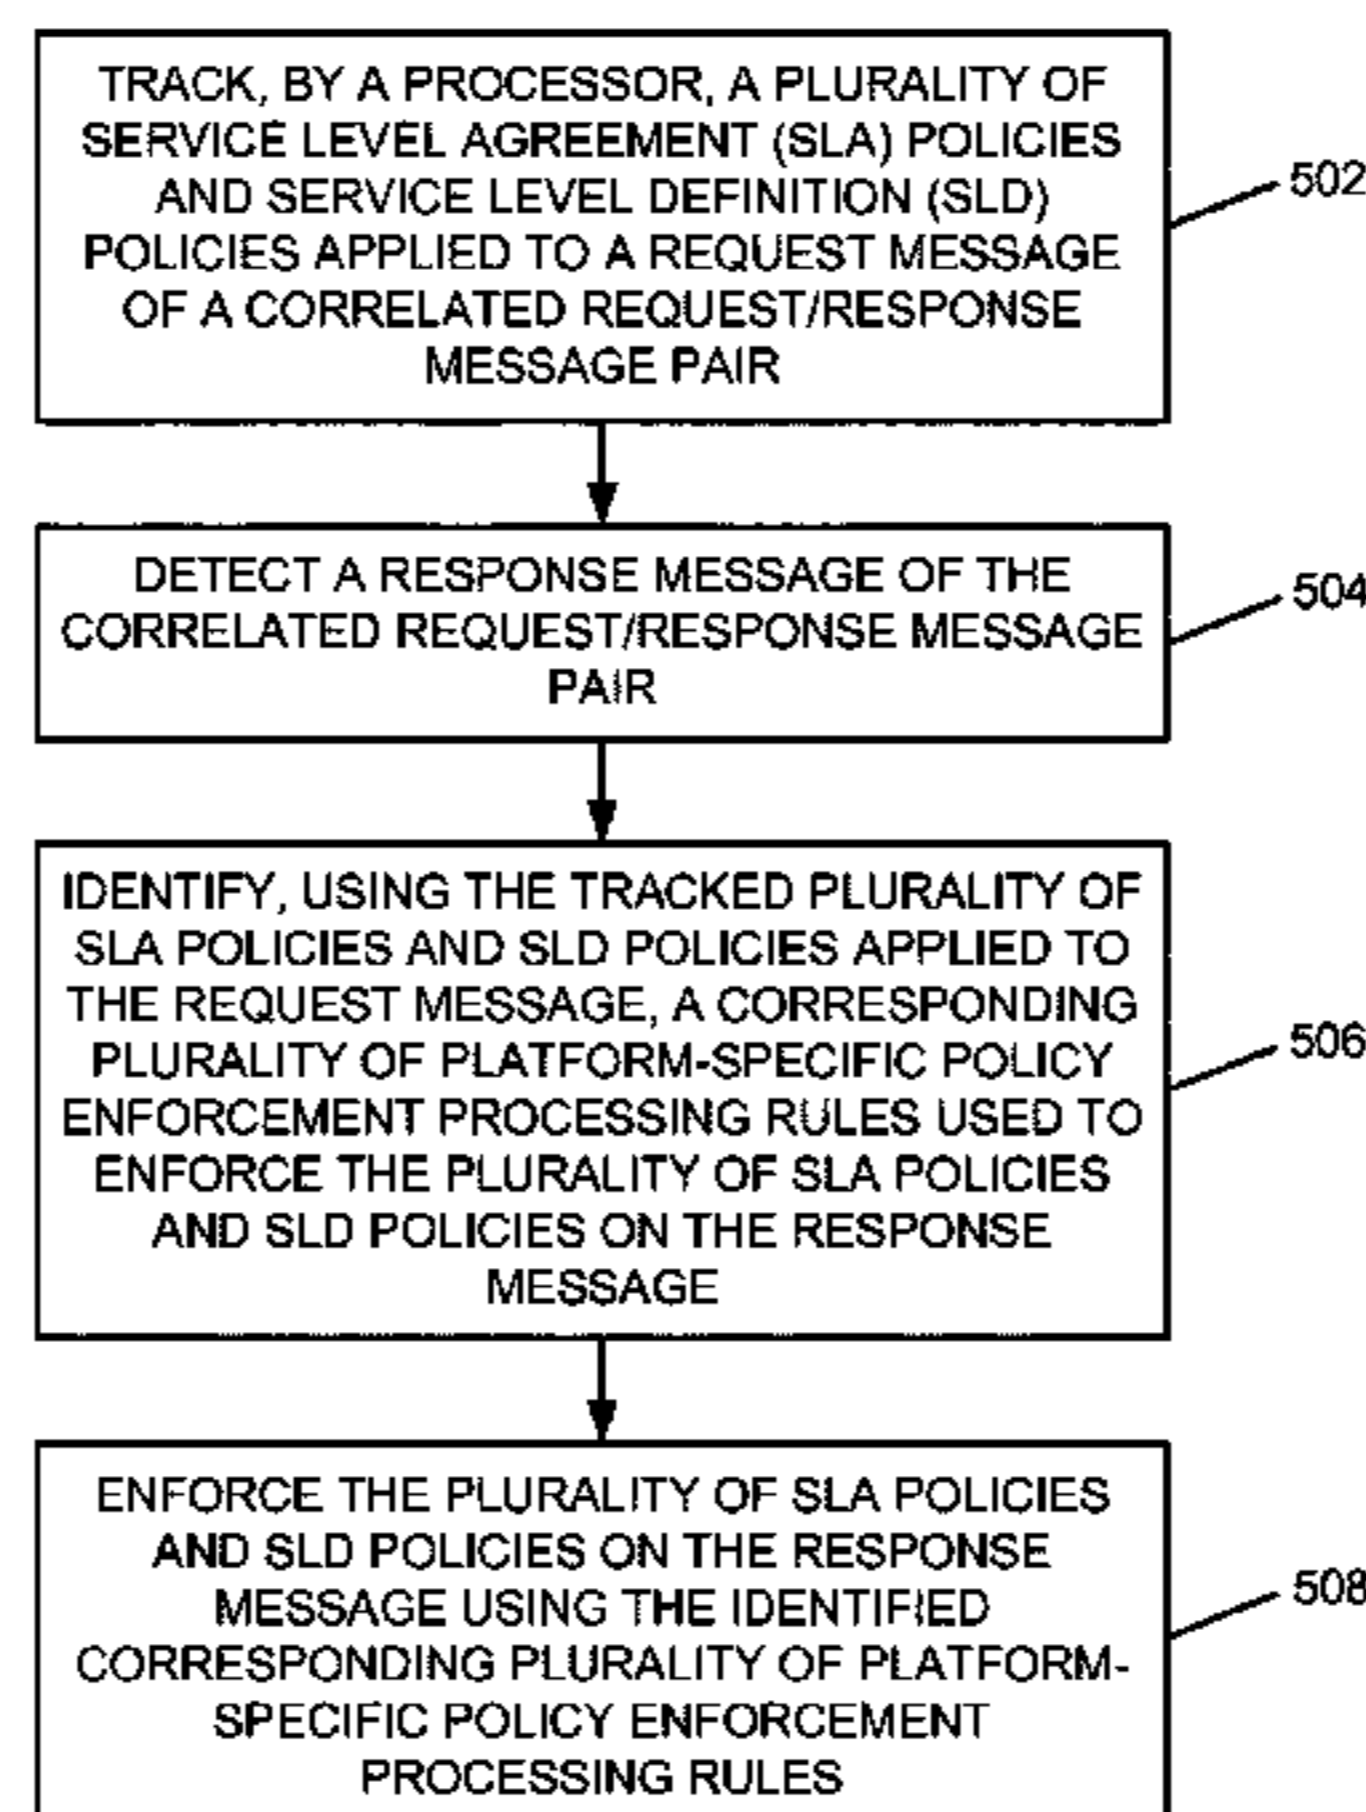 TRACK, BY A PROCESSOR, A PLURALITY OF
SERVICE LEVEL AGREEMENT (SLA) POLICIES
AND SERVICE LEVEL DEFINITION (SLD)
POLICIES APPLIED TO A REQUEST MESSAGE
OF A CORRELATED REQUEST/RESPONSE
MESSAGE PAIR
502
DETECT A RESPONSE MESSAGE OF THE
CORRELATED REQUEST/RESPONSE MESSAGE
PAIR
504
IDENTIFY, USING THE TRACKED PLURALITY OF
SLA POLICIES AND SLD POLICIES APPLIED TO
THE REQUEST MESSAGE, A CORRESPONDING
PLURALITY OF PLATFORM-SPECIFIC POLICY
ENFORCEMENT PROCESSING RULES USED TO
ENFORCE THE PLURALITY OF SLA POLICIES
AND SLD POLICIES ON THE RESPONSE
MESSAGE
506
ENFORCE THE PLURALITY OF SLA POLICIES
AND SLD POLICIES ON THE RESPONSE
MESSAGE USING THE IDENTIFIED
CORRESPONDING PLURALITY OF PLATFORM-
SPECIFIC POLICY ENFORCEMENT
PROCESSING RULES
508